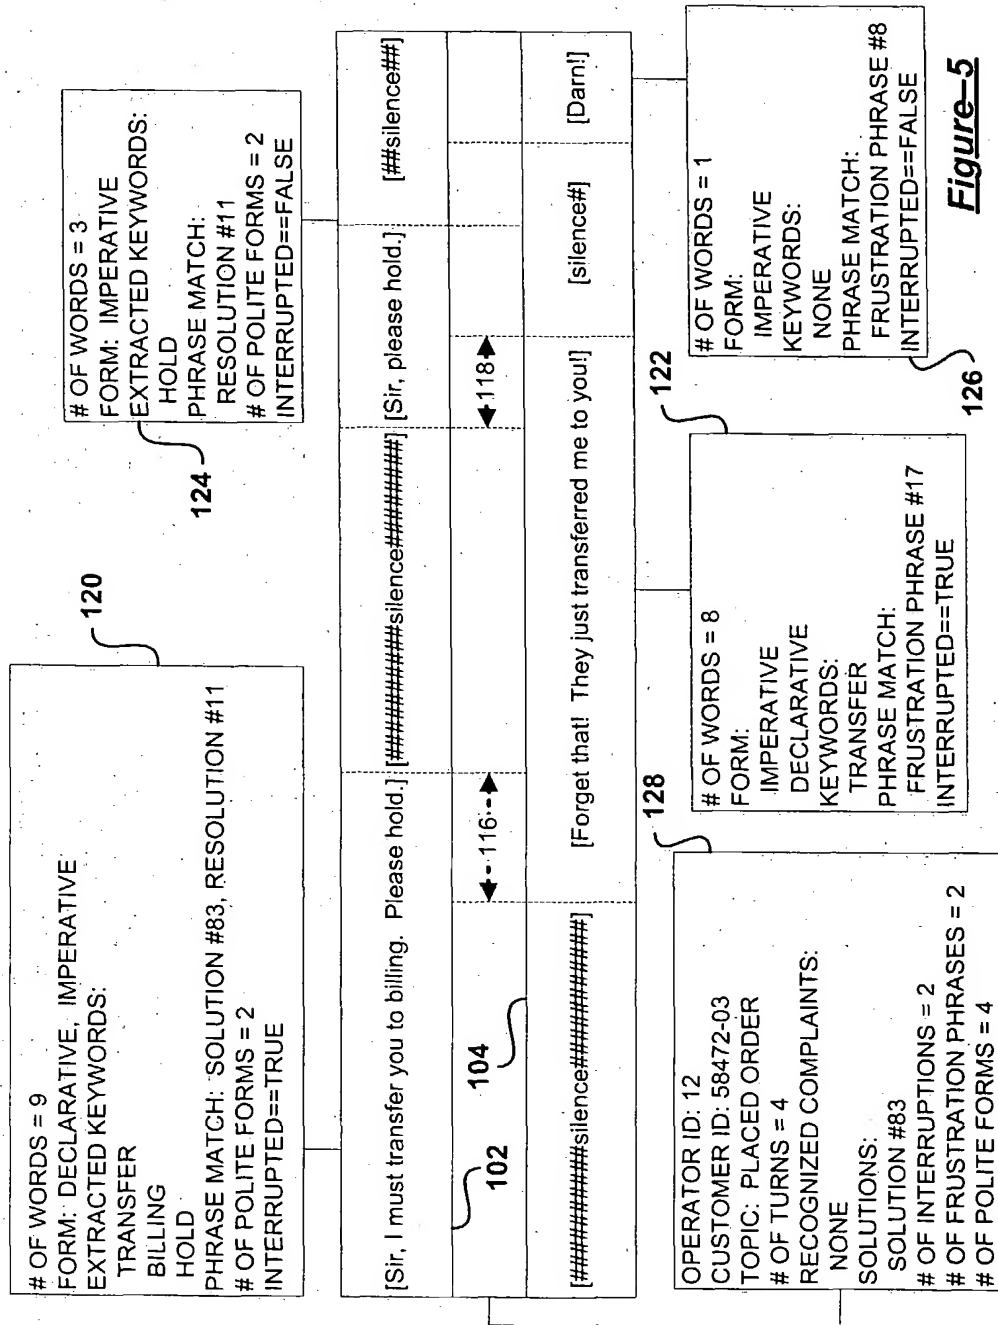 # OF WORDS = 9
FORM: DECLARATIVE, IMPERATIVE
EXTRACTED KEYWORDS:
TRANSFER
BILLING
HOLD
PHRASE MATCH: SOLUTION #83, RESOLUTION #11
# OF POLITE FORMS = 2
INTERRUPTED==TRUE
120
# OF WORDS = 3
FORM: IMPERATIVE
EXTRACTED KEYWORDS:
HOLD
PHRASE MATCH:
RESOLUTION #11
# OF POLITE FORMS = 2
INTERRUPTED==FALSE
124
[Sir, I must transfer you to billing. Please hold.] [##########silence##########] [Sir, please hold.] [##silence##]
102
116
118
104
[##########silence############] [Forget that! They just transferred me to you!] [silence#] [Darn!]
OPERATOR ID: 12
CUSTOMER ID: 58472-03
TOPIC: PLACED ORDER
# OF TURNS = 4
RECOGNIZED COMPLAINTS:
NONE
SOLUTIONS:
SOLUTION #83
# OF INTERRUPTIONS = 2
# OF FRUSTRATION PHRASES = 2
# OF POLITE FORMS = 4
128
# OF WORDS = 8
FORM:
IMPERATIVE
DECLARATIVE
KEYWORDS:
TRANSFER
PHRASE MATCH:
FRUSTRATION PHRASE #17
INTERRUPTED==TRUE
122
# OF WORDS = 1
FORM:
IMPERATIVE
KEYWORDS:
NONE
PHRASE MATCH:
FRUSTRATION PHRASE #8
INTERRUPTED==FALSE
126
Figure-5